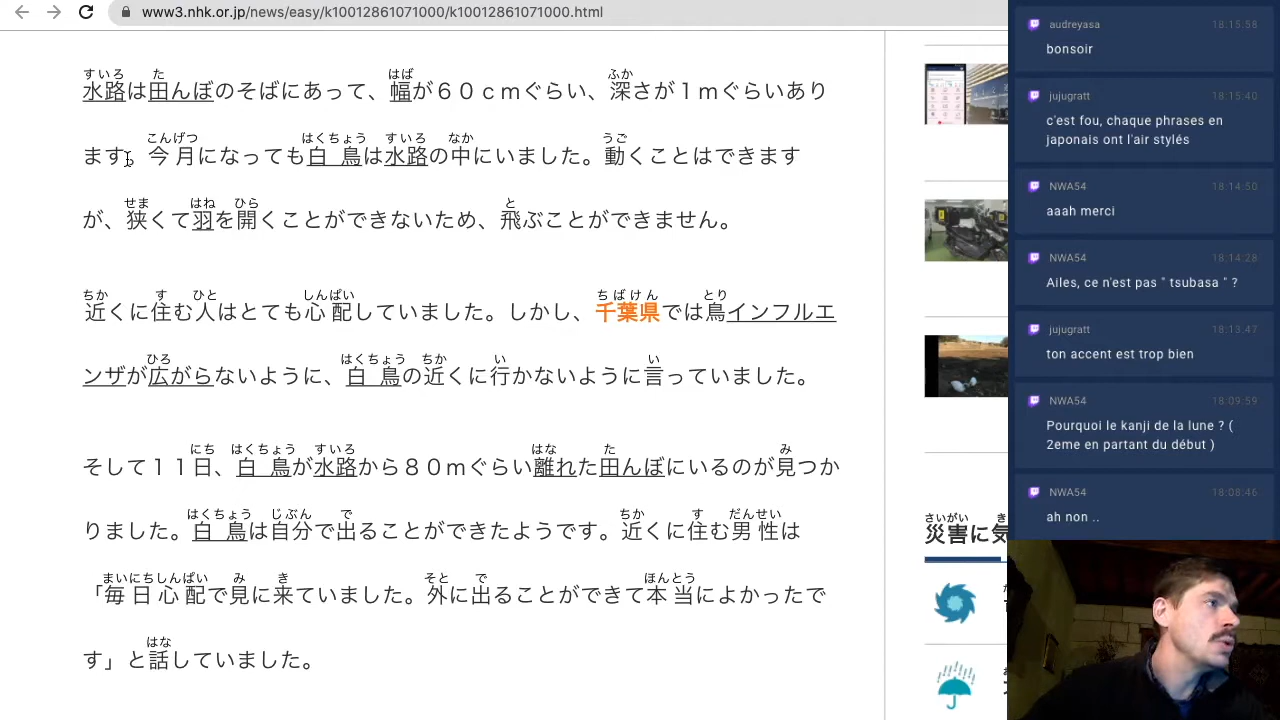 www3.nhk.or.jp/news/easy/k10012861071000/k10012861071000.html
すいろ た はば ふか
水路は田んぼのそばにあって、幅が６０ｃｍぐらい、深さが１ｍぐらいあり
こんげつ はくちょう すいろ なか うご
ます。今月になっても白鳥は水路の中にいました。動くことはできます
せま はね ひら と
が、狭くて羽を開くことができないため、飛ぶことができません。
ちか す ひと しんぱい ちばけん とり
近くに住む人はとても心配していました。しかし、千葉県では鳥インフルエ
ひろ はくちょう ちか い い
ンザが広がらないように、白鳥の近くに行かないように言っていました。
にち はくちょう すいろ はな た み
そして１１日、白鳥が水路から８０ｍぐらい離れた田んぼにいるのが見つか
はくちょう じぶん で ちか す だんせい
りました。白鳥は自分で出ることができたようです。近くに住む男性は
まいにちしんぱい み き そと で ほんとう
「毎日心配で見に来ていました。外に出ることができて本当によかったで
はな
す」と話していました。
さいがい き
災害に気
audreyasa 18:15:58
bonsoir
jujugratt 18:15:40
c'est fou, chaque phrases en
japonais ont l'air stylés
NWA54 18:14:50
aaah merci
NWA54 18:14:28
Ailes, ce n'est pas " tsubasa " ?
jujugratt 18:13:47
ton accent est trop bien
NWA54 18:09:59
Pourquoi le kanji de la lune ? (
2eme en partant du début )
NWA54 18:08:46
ah non ..